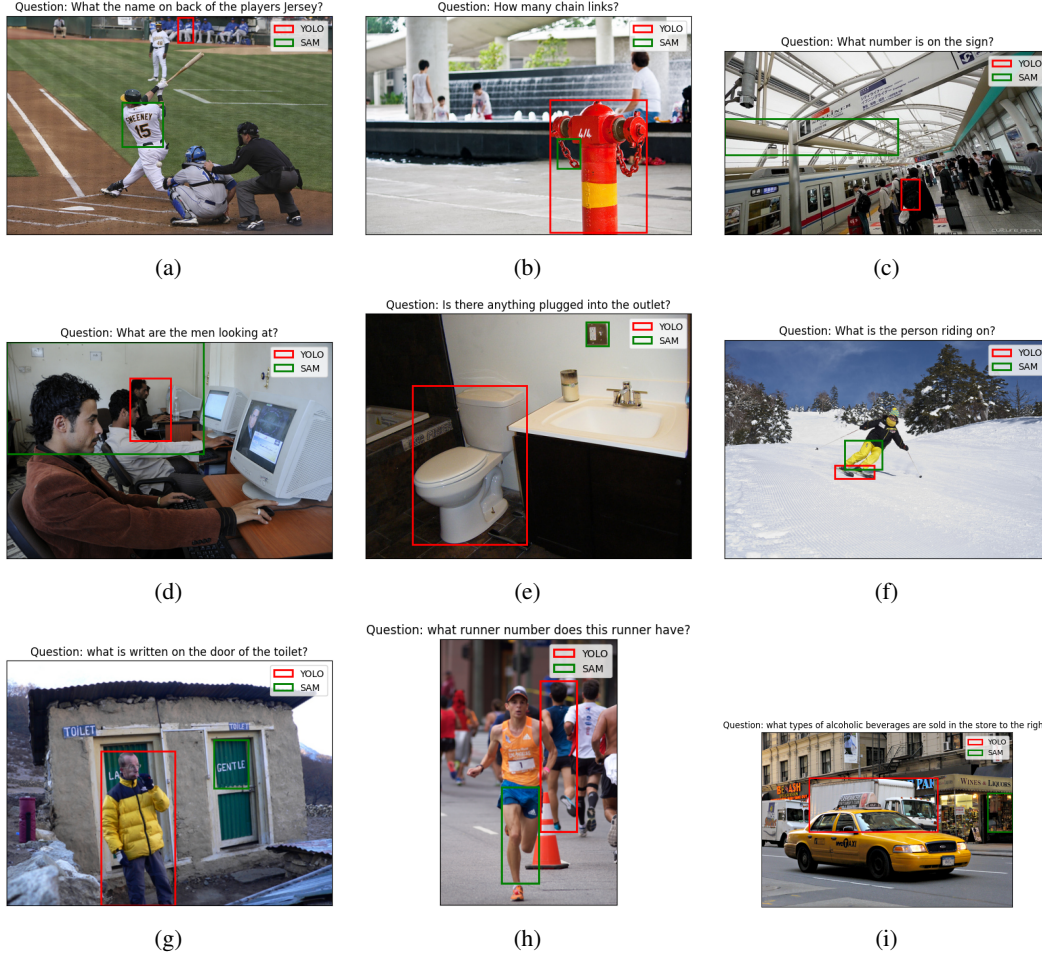 Question: What the name on back of the players Jersey?
YOLO
SAM
SWEENEY
15
(a)
Question: How many chain links?
YOLO
SAM
4/4
(b)
Question: What number is on the sign?
YOLO
SAM
(c)
Question: What are the men looking at?
YOLO
SAM
(d)
Question: Is there anything plugged into the outlet?
YOLO
SAM
(e)
Question: What is the person riding on?
YOLO
SAM
(f)
Question: what is written on the door of the toilet?
YOLO
SAM
TOILET
TOILET
LA
GENTLE
(g)
Question: what runner number does this runner have?
YOLO
SAM
1
(h)
Question: what types of alcoholic beverages are sold in the store to the righ
YOLO
SAM
PAR
WINES & LIQUORS
TAXI
(i)